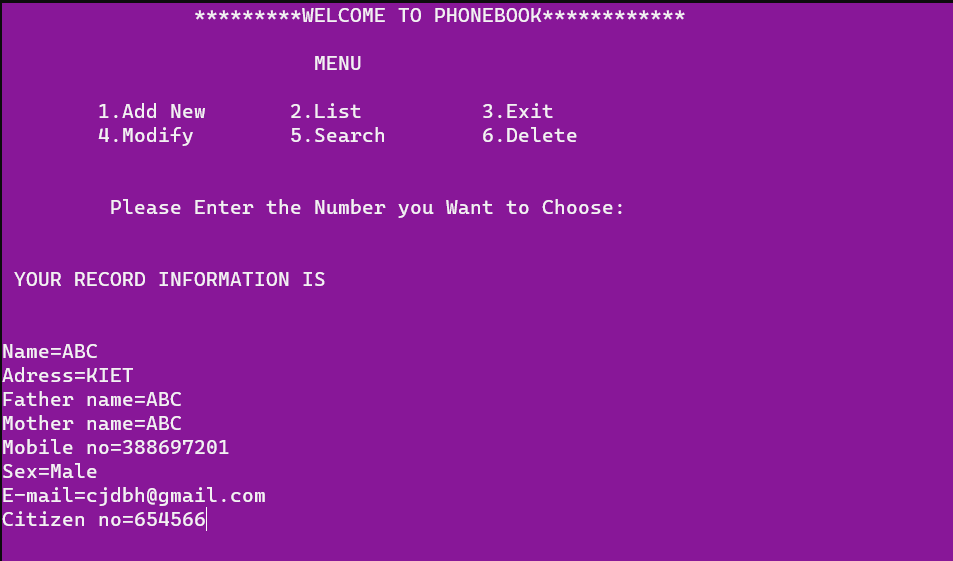 *********WELCOME TO PHONEBOOK************
MENU
1.Add New 2.List 3.Exit
4.Modify 5.Search 6.Delete
Please Enter the Number you Want to Choose:
YOUR RECORD INFORMATION IS
Name=ABC
Adress=KIET
Father name=ABC
Mother name=ABC
Mobile no=388697201
Sex=Male
E-mail=cjdbh@gmail.com
Citizen no=654566